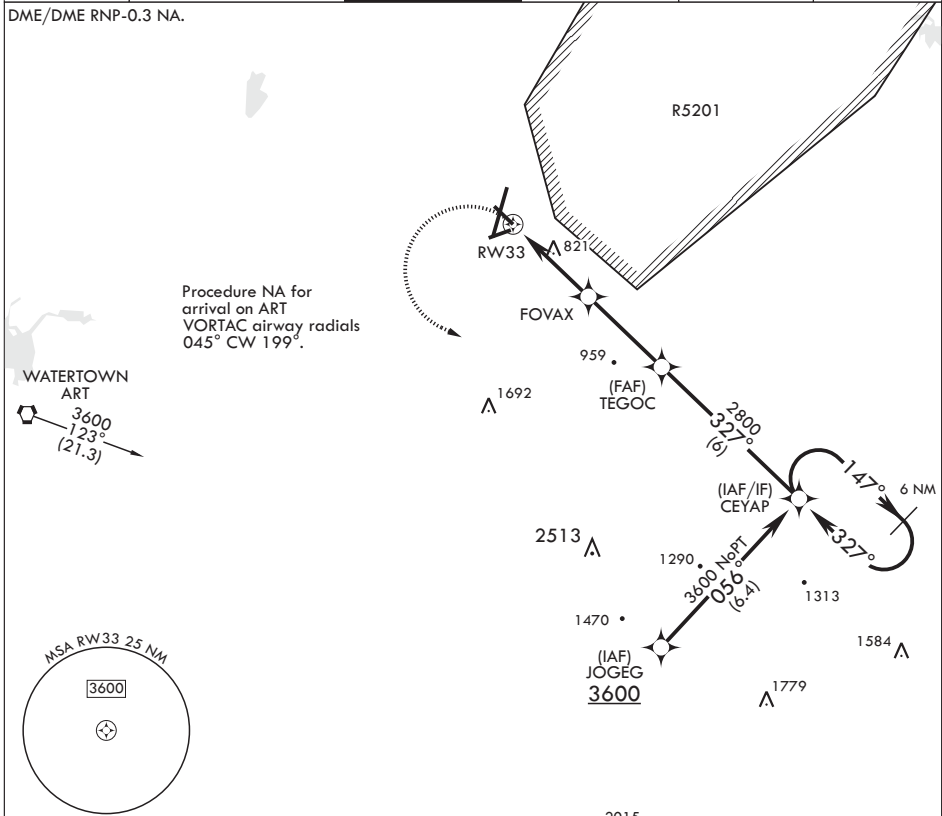 DME/DME RNP-0.3 NA.
R5201
RW33
821
FOVAX
Procedure NA for
arrival on ART
VORTAC airway radials
045° CW 199°.
959
(FAF)
TEGOC
WATERTOWN
ART
3600
123°
(21.3)
1692
2800
327°
(6)
(IAF/IF)
CEYAP
147°
6 NM
327°
2513
1290
3600 NoPT
056°
(6.4)
1313
1470
(IAF)
JOGEG
3600
1584
1779
MSA RW33 25 NM
3600